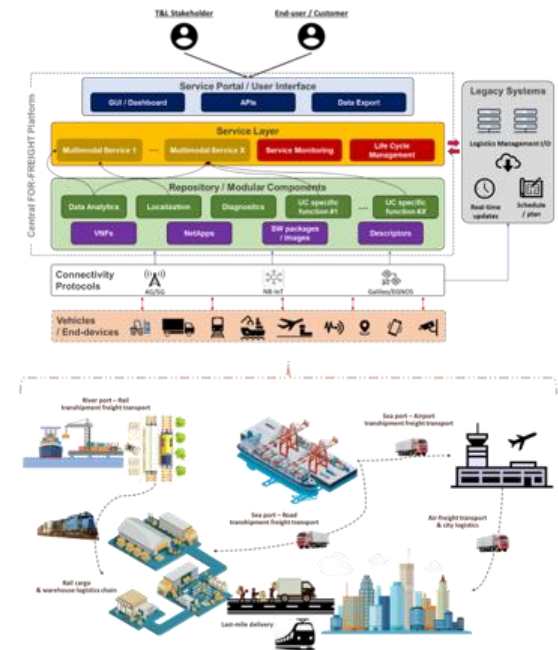 T&L Stakeholder
End-user / Customer
Central FOR-FREIGHT Platform
Service Portal / User Interface
GUI / Dashboard
APIs
Data Export
Service Layer
Multimodal Service 1
.....
Multimodal Service X
Service Monitoring
Life Cycle
Management
Repository / Modular Components
Data Analytics
Localization
Diagnostics
UC specific
function #1
.....
UC specific
function #X
VNFs
NetApps
SW packages
/ images
Descriptors
Legacy Systems
Logistics Management I/O
Real-time
updates
Schedule
/ plan
Connectivity
Protocols
4G/5G
NB-IoT
Galileo/EGNOS
Vehicles
/ End-devices
River port – Rail
transhipment freight transport
Sea port – Airport
transhipment freight transport
Sea port – Road
transhipment freight transport
Air-freight transport
& city logistics
Rail cargo
& warehouse logistics chain
Last-mile delivery